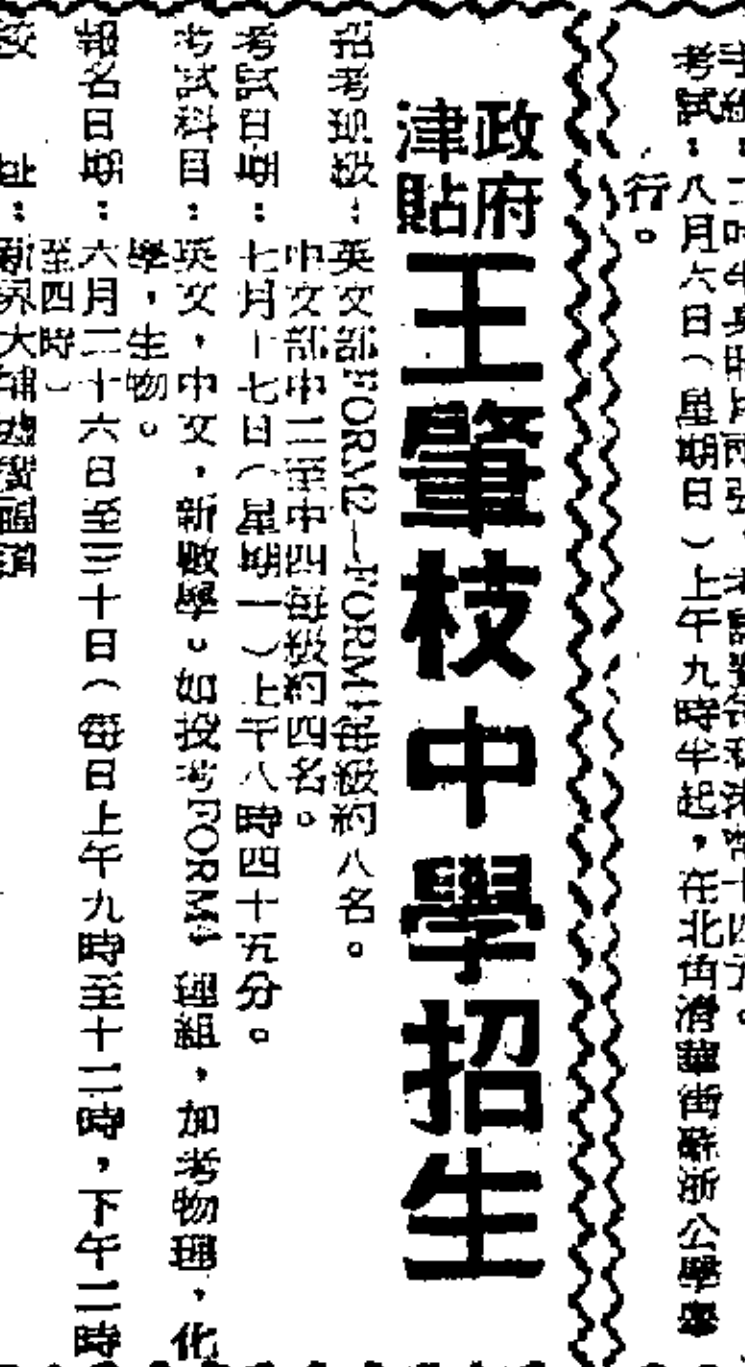 考試：八月六日（星期日）上午九時半起，在北角清華街蘇浙公學舉
行。
政府
津貼
王肇枝中學招生
招考班級：英文部FORM2—FORM4每級約八名。
中文部中二至中四每級約四名。
考試日期：七月十七日（星期一）上午八時四十五分。
考試科目：英文，中文，新數學。如投考FORM4理組，加考物理，化
學，生物。
報名日期：六月二十六日至三十日（每日上午九時至十二時，下午二時
至四時）
校址：新界大埔